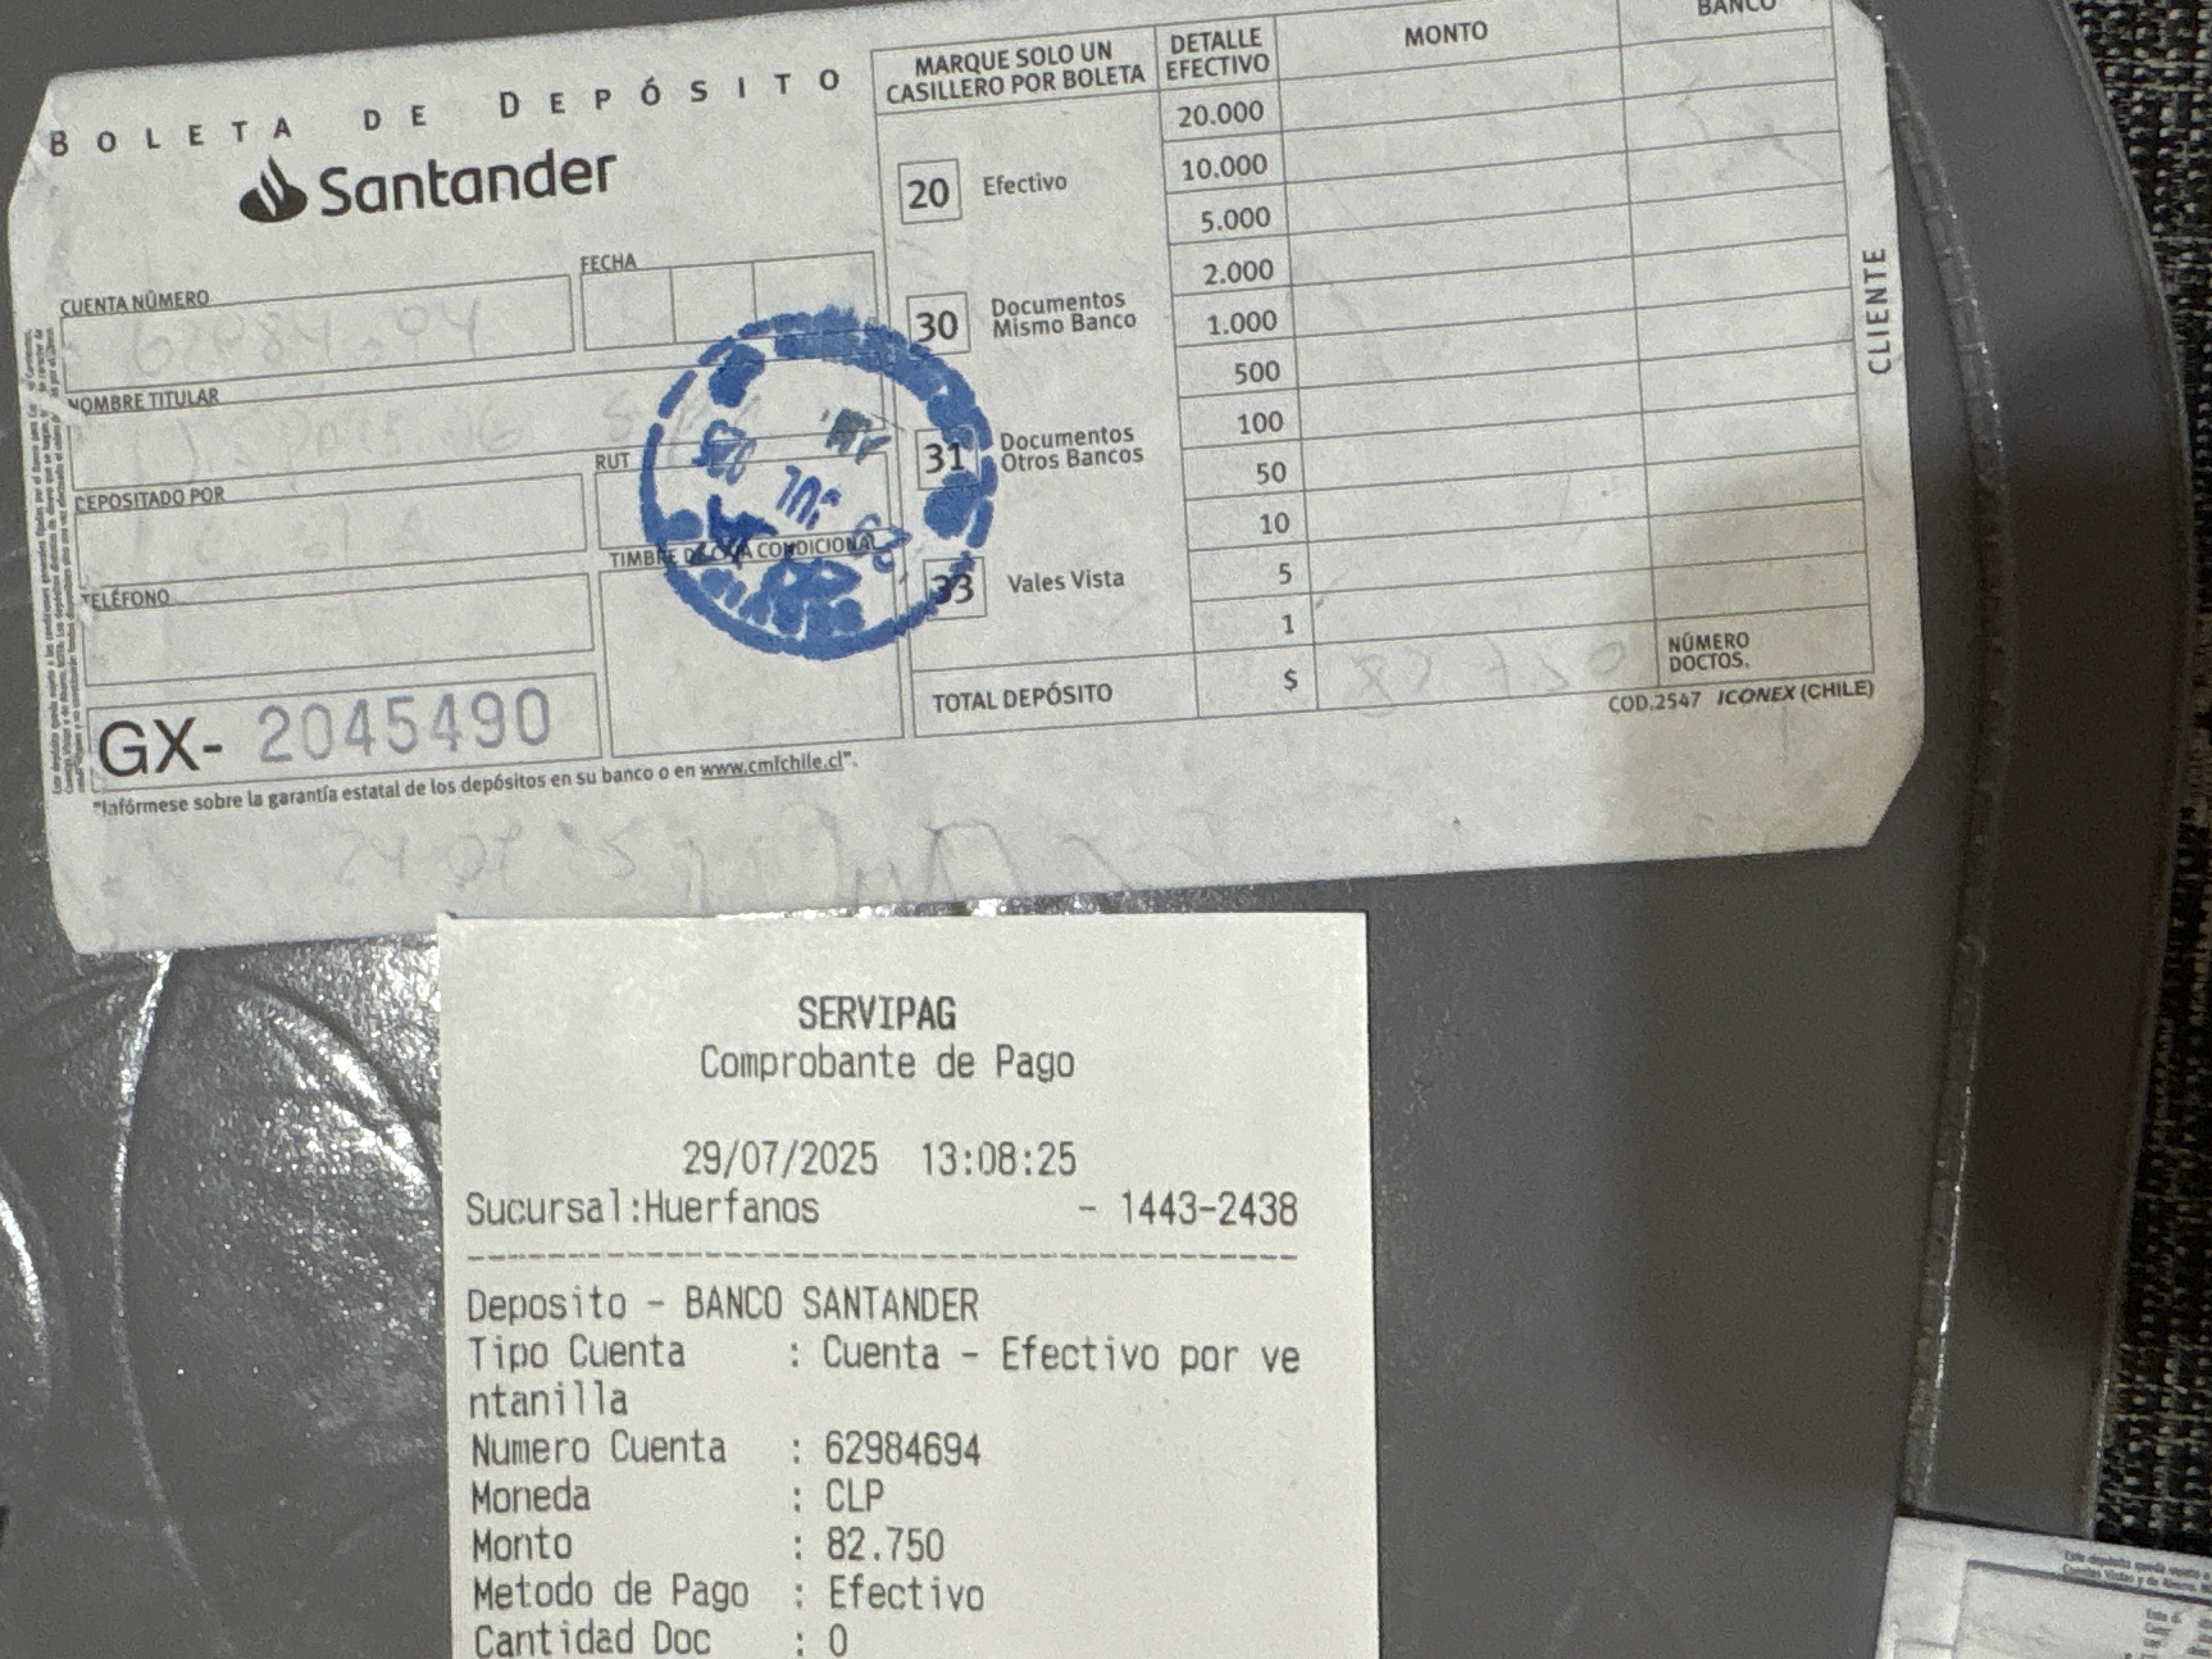 BOLETA DE DEPÓSITO
Santander
CUENTA NÚMERO
FECHA
NOMBRE TITULAR
RUT
DEPOSITADO POR
TIMBRE DE CAJA CONDICIONAL
TELÉFONO
GX- 2045490
"Infórmese sobre la garantía estatal de los depósitos en su banco o en www.cmfchile.cl".
MARQUE SOLO UN
CASILLERO POR BOLETA
20 Efectivo
30 Documentos
Mismo Banco
31 Documentos
Otros Bancos
33 Vales Vista
DETALLE
EFECTIVO
MONTO
BANCO
20.000
10.000
5.000
2.000
1.000
500
100
50
10
5
1
TOTAL DEPÓSITO $
NÚMERO
DOCTOS.
COD.2547 ICONEX (CHILE)
CLIENTE
SERVIPAG
Comprobante de Pago
29/07/2025 13:08:25
Sucursal:Huerfanos - 1443-2438
Deposito - BANCO SANTANDER
Tipo Cuenta : Cuenta - Efectivo por ve
ntanilla
Numero Cuenta : 62984694
Moneda : CLP
Monto : 82.750
Metodo de Pago : Efectivo
Cantidad Doc : 0